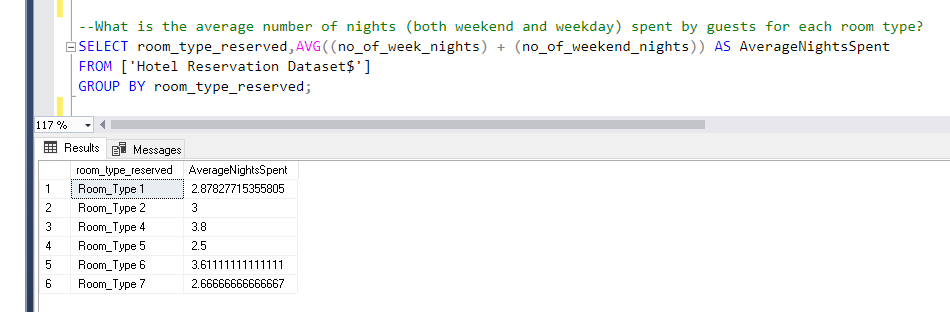 --What is the average number of nights (both weekend and weekday) spent by guests for each room type?
SELECT room_type_reserved,AVG((no_of_week_nights) + (no_of_weekend_nights)) AS AverageNightsSpent
FROM ['Hotel Reservation Dataset$']
GROUP BY room_type_reserved;
117 %
Results Messages
room_type_reserved AverageNightsSpent
1 Room_Type 1 2.87827715355805
2 Room_Type 2 3
3 Room_Type 4 3.8
4 Room_Type 5 2.5
5 Room_Type 6 3.61111111111111
6 Room_Type 7 2.66666666666667